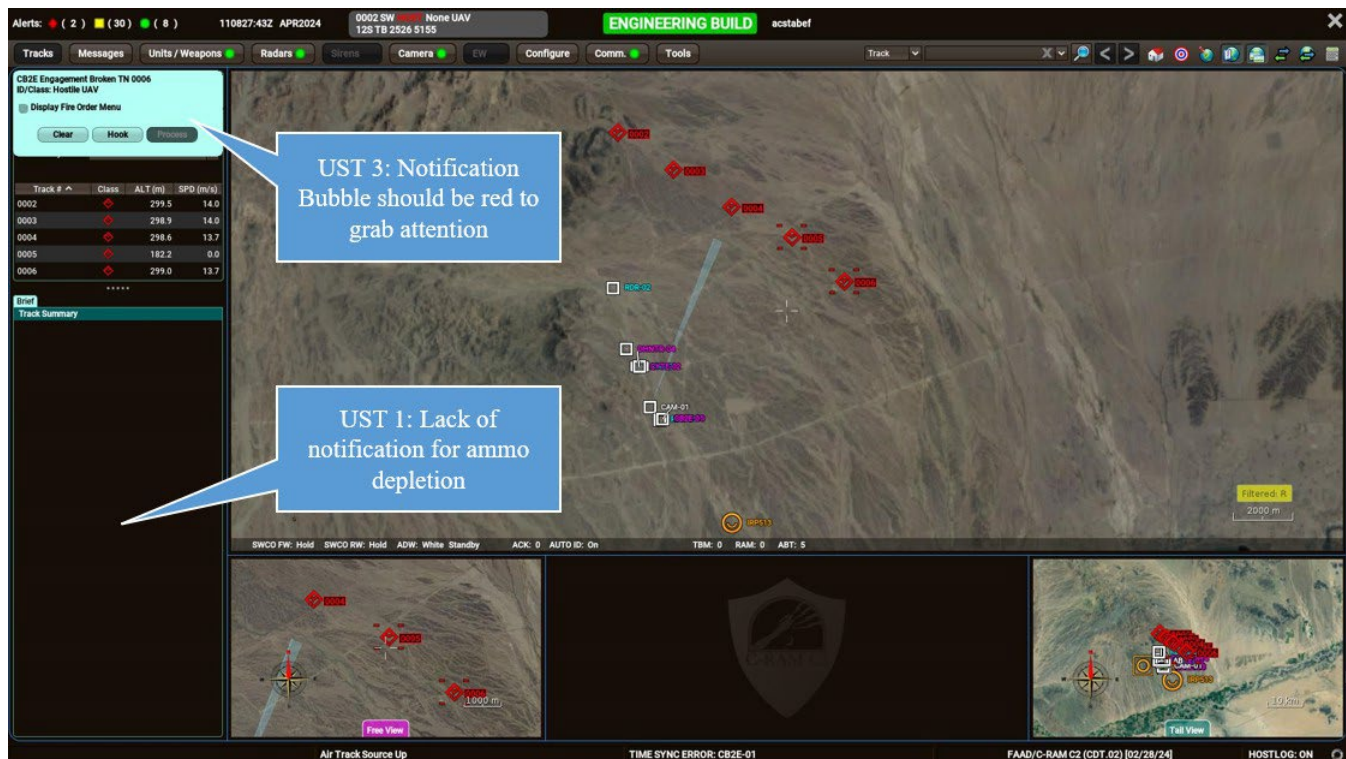 Alerts: ( 2 ) ( 30 ) ( 8 ) 110827:43Z APR2024
0002 SW None UAV
12S TB 2526 5155
ENGINEERING BUILD acstabef
Tracks Messages Units / Weapons Radars Sirens Camera EW Configure Comm. Tools Track
CB2E Engagement Broken TN 0006
ID/Class: Hostile UAV
Display Fire Order Menu
Clear Hook Process
Track # Class ALT (m) SPD (m/s)
0002 299.5 14.0
0003 298.9 14.0
0004 298.6 13.7
0005 182.2 0.0
0006 299.0 13.7
Brief
Track Summary
UST 3: Notification
Bubble should be red to
grab attention
UST 1: Lack of
notification for ammo
depletion
0002
0003
0004
0005
0006
RDR-02
CAM-01
IRPS13
Filtered: R
2000 m
SWCO FW: Hold SWCO RW: Hold ADW: White Standby ACK: 0 AUTO ID: On TBM: 0 RAM: 0 ABT: 5
0004
0005
0006
1000 m
Free View
C-RAM C2
CAM-01
IRPS13
10 km
Tail View
Air Track Source Up TIME SYNC ERROR: CB2E-01 FAAD/C-RAM C2 (CDT.02) [02/28/24] HOSTLOG: ON